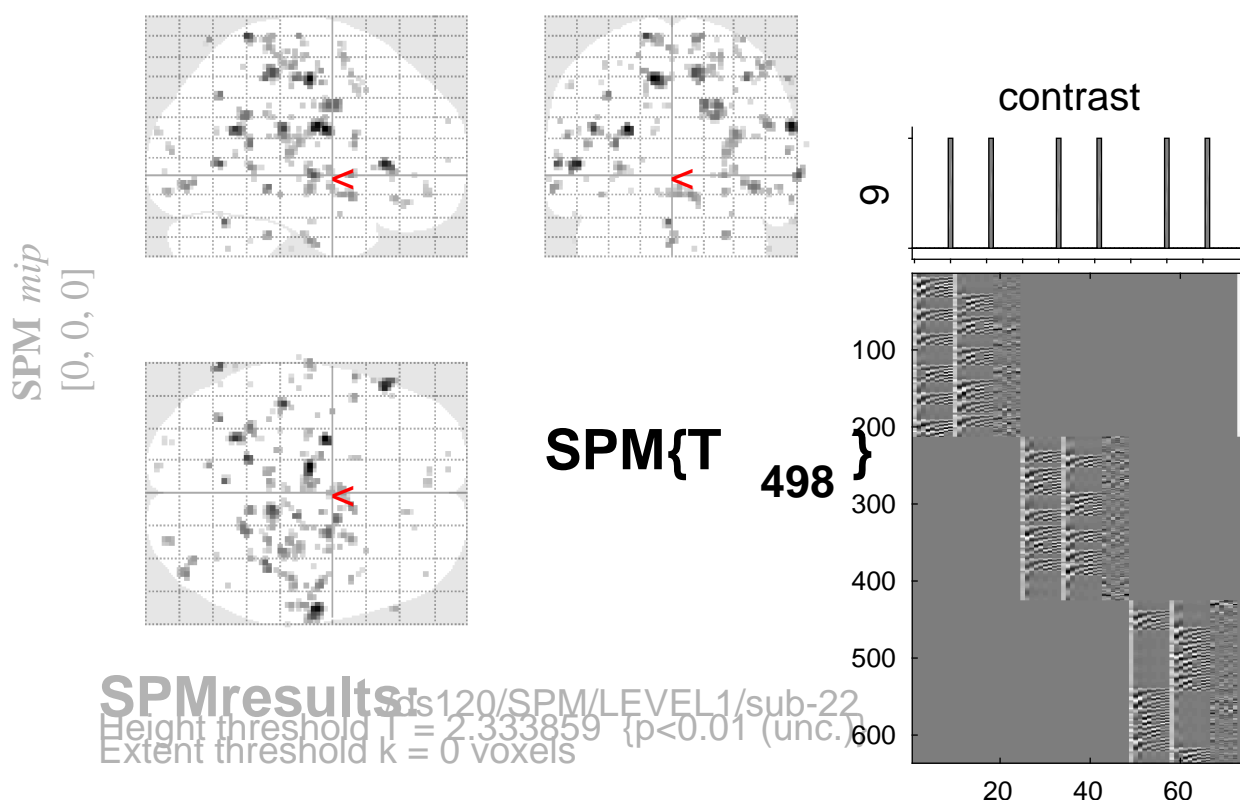 SPM mip
[0, 0, 0]
<
<
<
SPM{T498}
contrast
9
100
200
300
400
500
600
20
40
60
SPMresults: /ds120/SPM/LEVEL1/sub-22
Height threshold T = 2.333859 {p<0.01 (unc.)}
Extent threshold k = 0 voxels